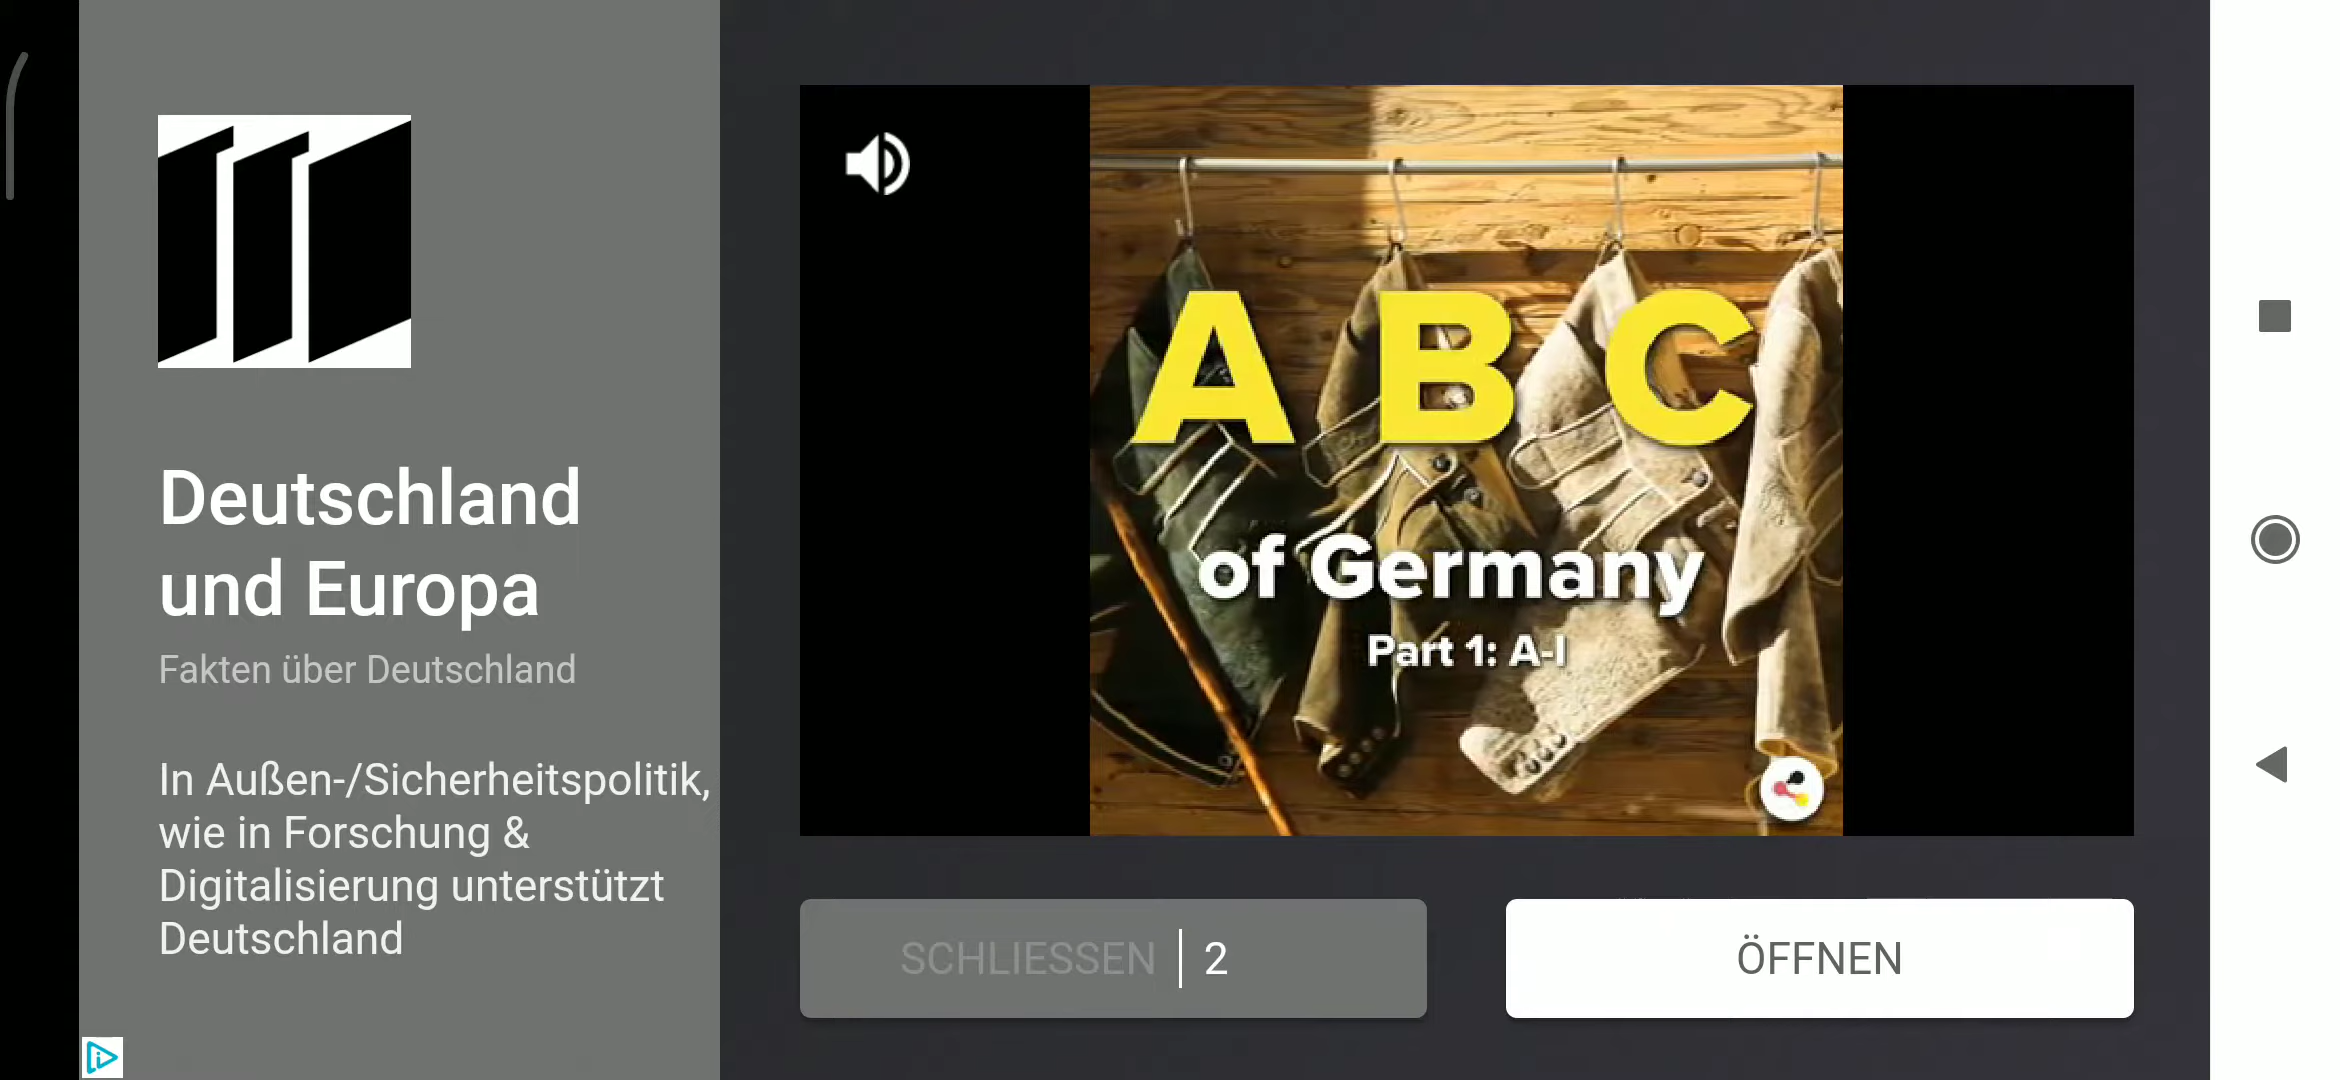 Deutschland
und Europa
Fakten über Deutschland
In Außen-/Sicherheitspolitik,
wie in Forschung &
Digitalisierung unterstützt
Deutschland
A B C
of Germany
Part 1: A-I
SCHLIESSEN | 2
ÖFFNEN